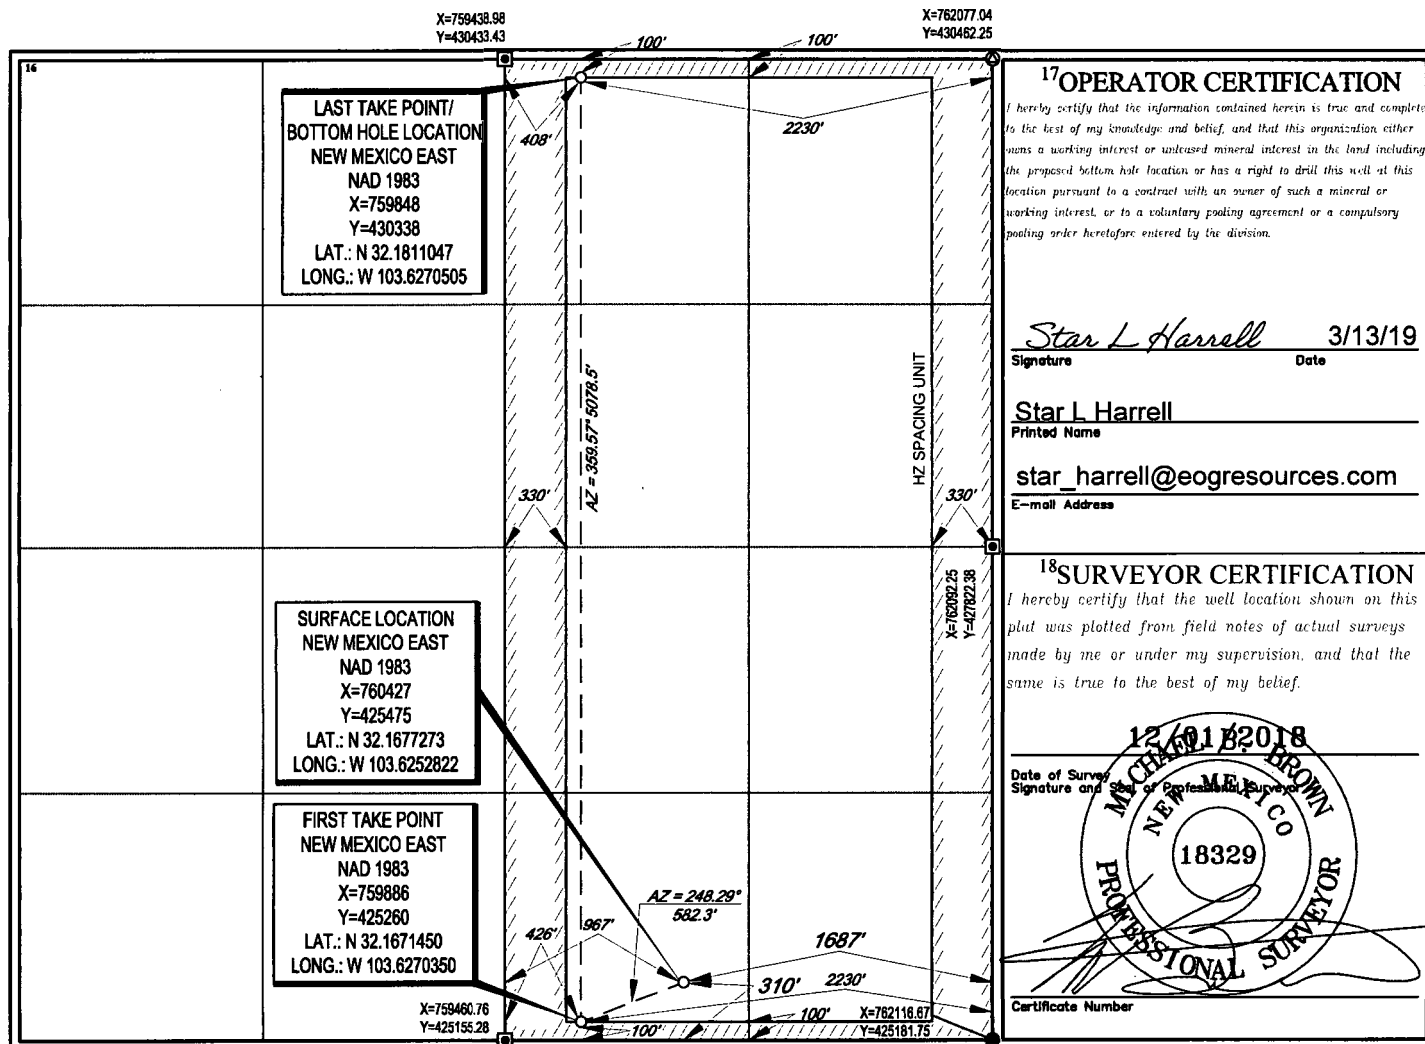 X=759438.98
Y=430433.43
X=762077.04
Y=430462.25
16
100'
100'
LAST TAKE POINT/
BOTTOM HOLE LOCATION
NEW MEXICO EAST
NAD 1983
X=759848
Y=430338
LAT.: N 32.1811047
LONG.: W 103.6270505
408'
2230'
AZ = 359.57° 5078.5'
HZ SPACING UNIT
330'
330'
X=762092.25
Y=427822.38
SURFACE LOCATION
NEW MEXICO EAST
NAD 1983
X=760427
Y=425475
LAT.: N 32.1677273
LONG.: W 103.6252822
FIRST TAKE POINT
NEW MEXICO EAST
NAD 1983
X=759886
Y=425260
LAT.: N 32.1671450
LONG.: W 103.6270350
AZ = 248.29°
582.3'
426'
967'
1687'
310'
2230'
X=759460.76
Y=425155.28
100'
100'
X=762116.67
Y=425181.75
17 OPERATOR CERTIFICATION
I hereby certify that the information contained herein is true and complete
to the best of my knowledge and belief, and that this organization either
owns a working interest or unleased mineral interest in the land including
the proposed bottom hole location or has a right to drill this well at this
location pursuant to a contract with an owner of such a mineral or
working interest, or to a voluntary pooling agreement or a compulsory
pooling order heretofore entered by the division.
Star L Harrell 3/13/19
Signature Date
Star L Harrell
Printed Name
star_harrell@eogresources.com
E-mail Address
18 SURVEYOR CERTIFICATION
I hereby certify that the well location shown on this
plat was plotted from field notes of actual surveys
made by me or under my supervision, and that the
same is true to the best of my belief.
12/01/2018
Date of Survey
Signature and Seal of Professional Surveyor
MICHAEL B. BROWN
NEW MEXICO
18329
PROFESSIONAL SURVEYOR
Certificate Number